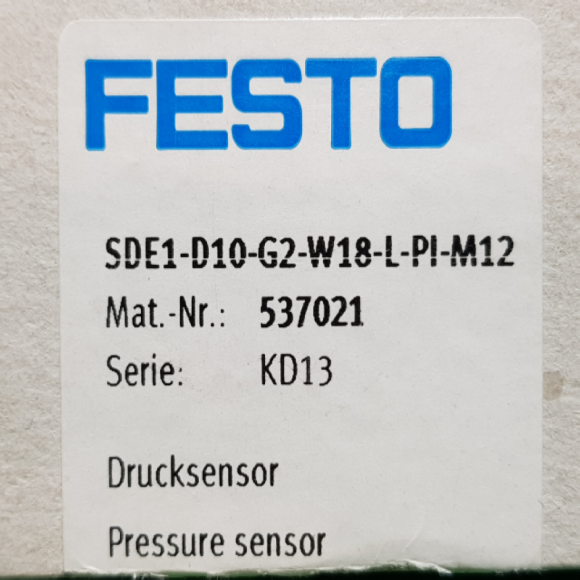 FESTO
SDE1-D10-G2-W18-L-PI-M12
Mat.-Nr.: 537021
Serie: KD13
Drucksensor
Pressure sensor